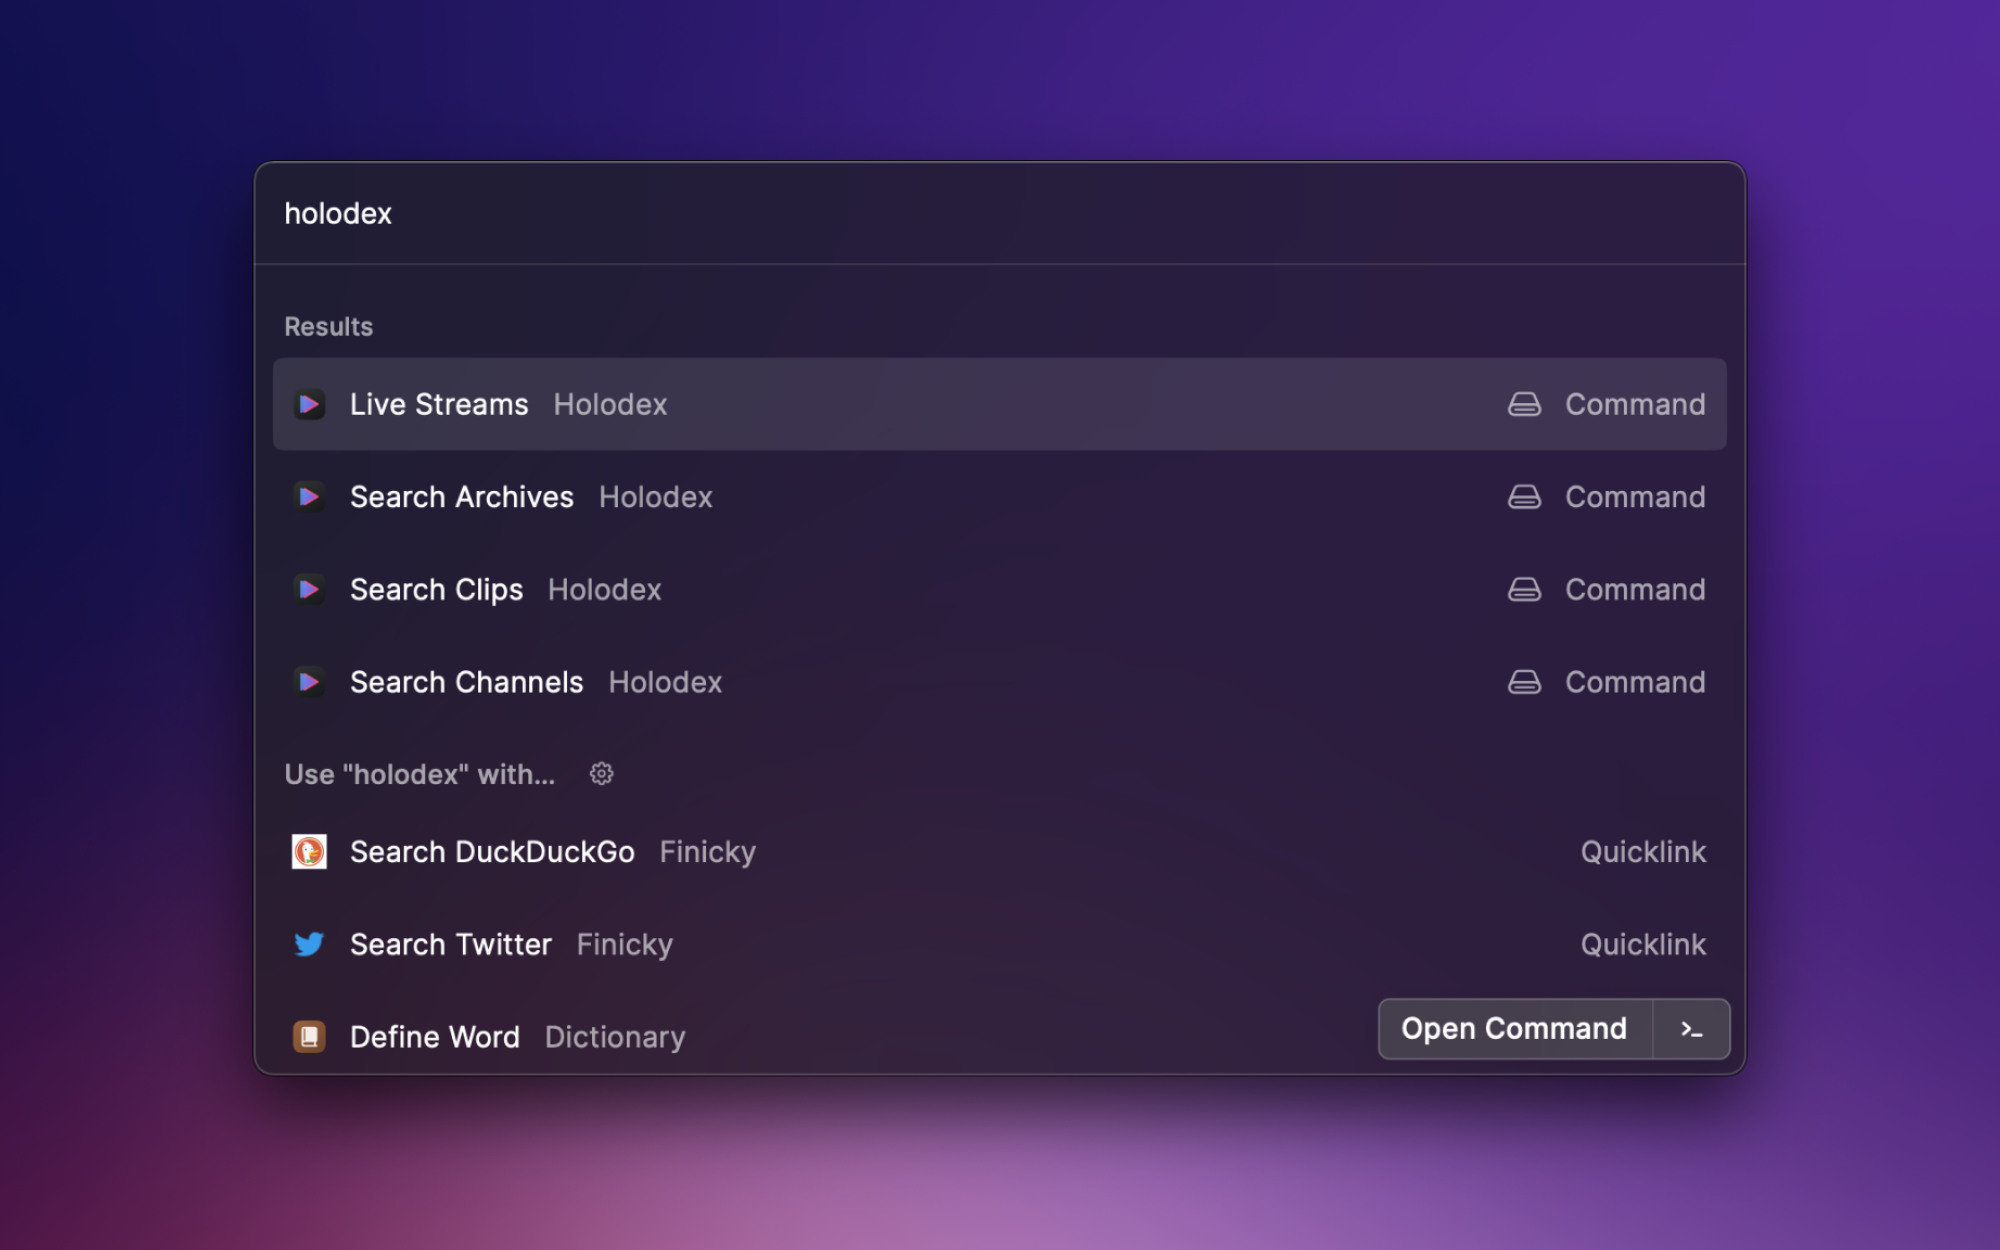 holodex
Results
Live Streams Holodex Command
Search Archives Holodex Command
Search Clips Holodex Command
Search Channels Holodex Command
Use "holodex" with...
Search DuckDuckGo Finicky Quicklink
Search Twitter Finicky Quicklink
Define Word Dictionary
Open Command >_